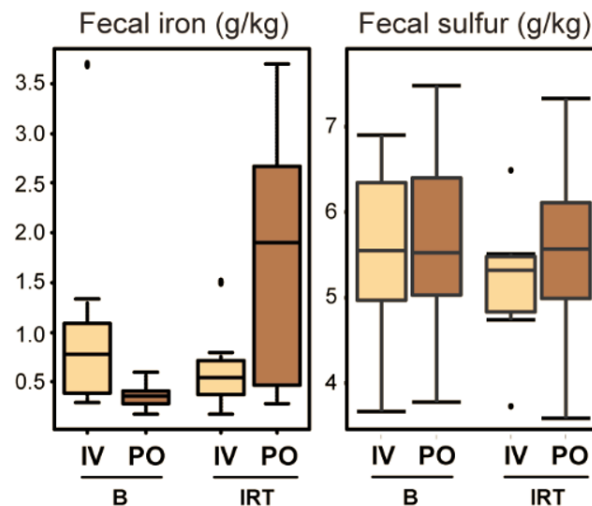 Fecal iron (g/kg)
3.5
3.0
2.5
2.0
1.5
1.0
0.5
IV PO IV PO
B IRT
Fecal sulfur (g/kg)
7
6
5
4
IV PO IV PO
B IRT